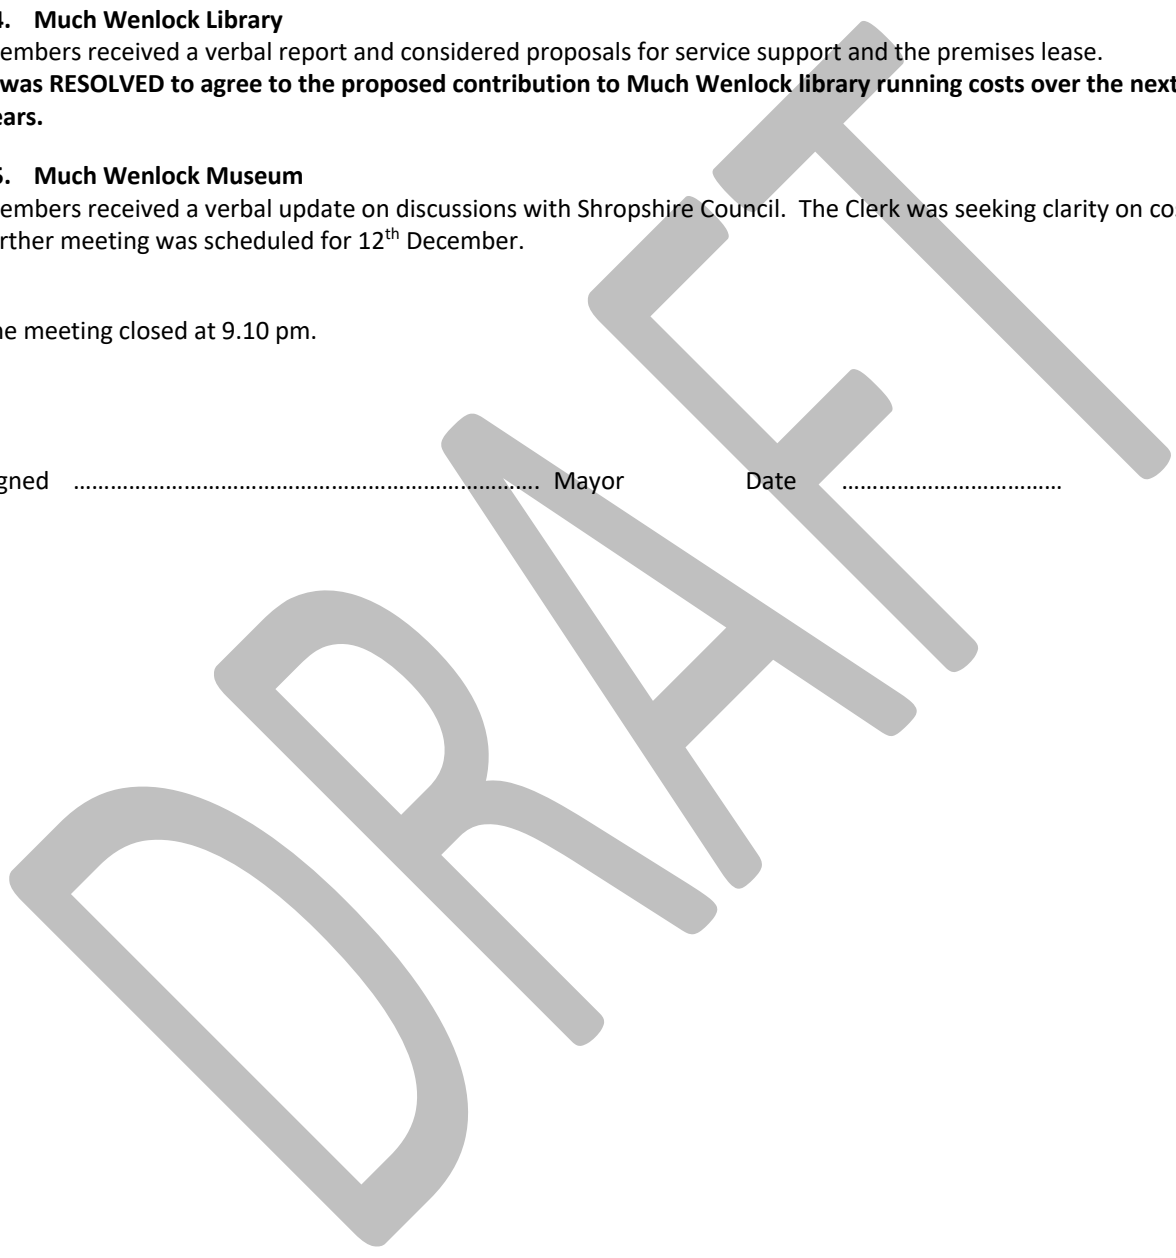 4. Much Wenlock Library
embers received a verbal report and considered proposals for service support and the premises lease.
was RESOLVED to agree to the proposed contribution to Much Wenlock library running costs over the next
ears.
5. Much Wenlock Museum
embers received a verbal update on discussions with Shropshire Council. The Clerk was seeking clarity on co
rther meeting was scheduled for 12th December.
he meeting closed at 9.10 pm.
gned …………………………………………………………………. Mayor Date ………………………………
DRAFT